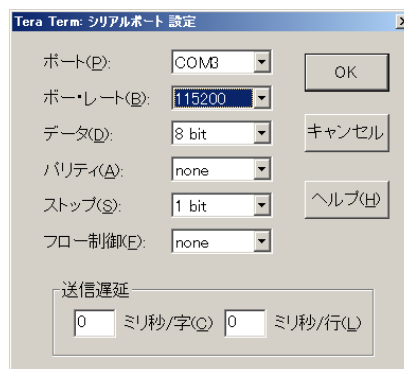 Tera Term: シリアルポート 設定
ポート(P): COM3 OK
ボー・レート(B): 115200
データ(D): 8 bit キャンセル
パリティ(A): none
ストップ(S): 1 bit ヘルプ(H)
フロー制御(F): none
送信遅延
0 ミリ秒/字(C) 0 ミリ秒/行(L)